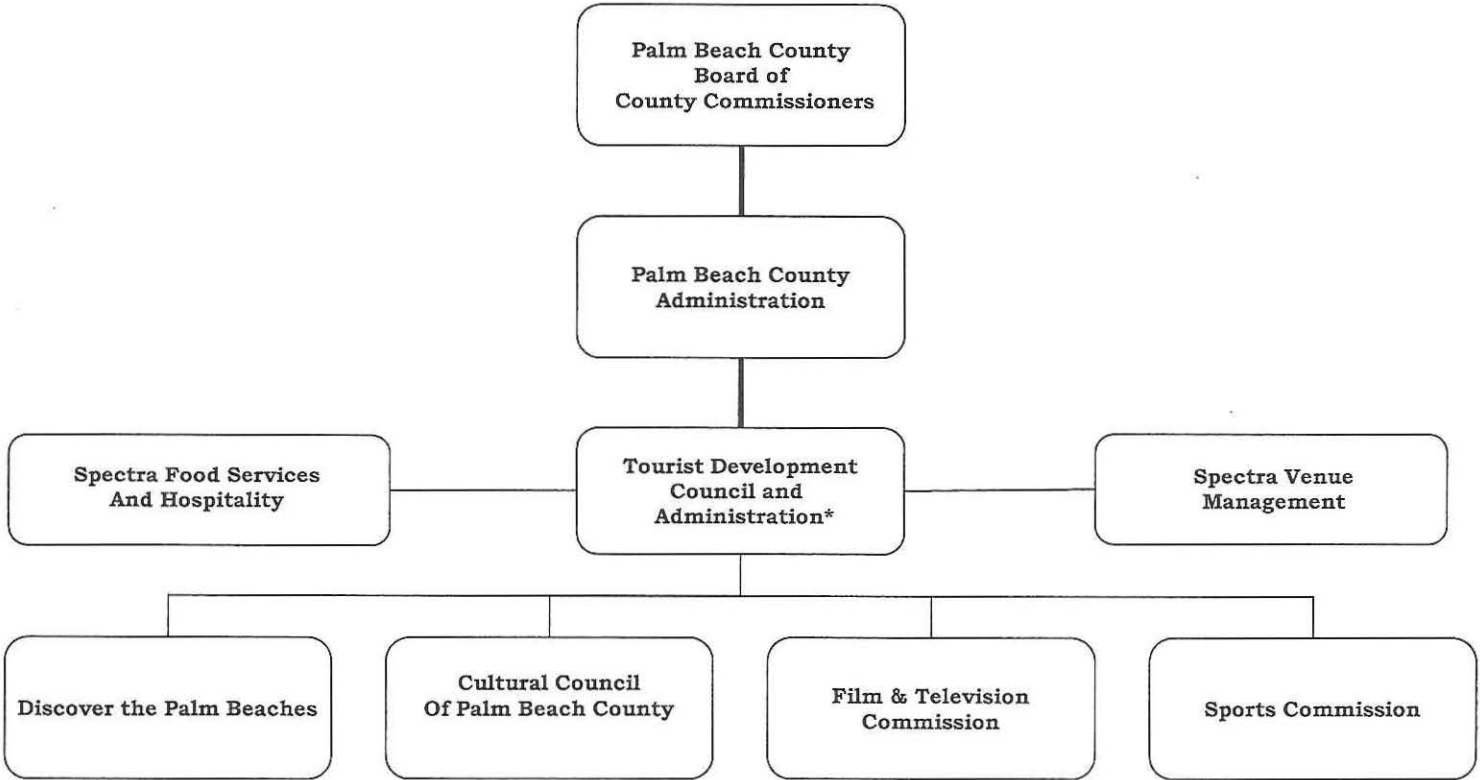 Palm Beach County
Board of
County Commissioners
Palm Beach County
Administration
Spectra Food Services
And Hospitality
Tourist Development
Council and
Administration*
Spectra Venue
Management
Discover the Palm Beaches
Cultural Council
Of Palm Beach County
Film & Television
Commission
Sports Commission